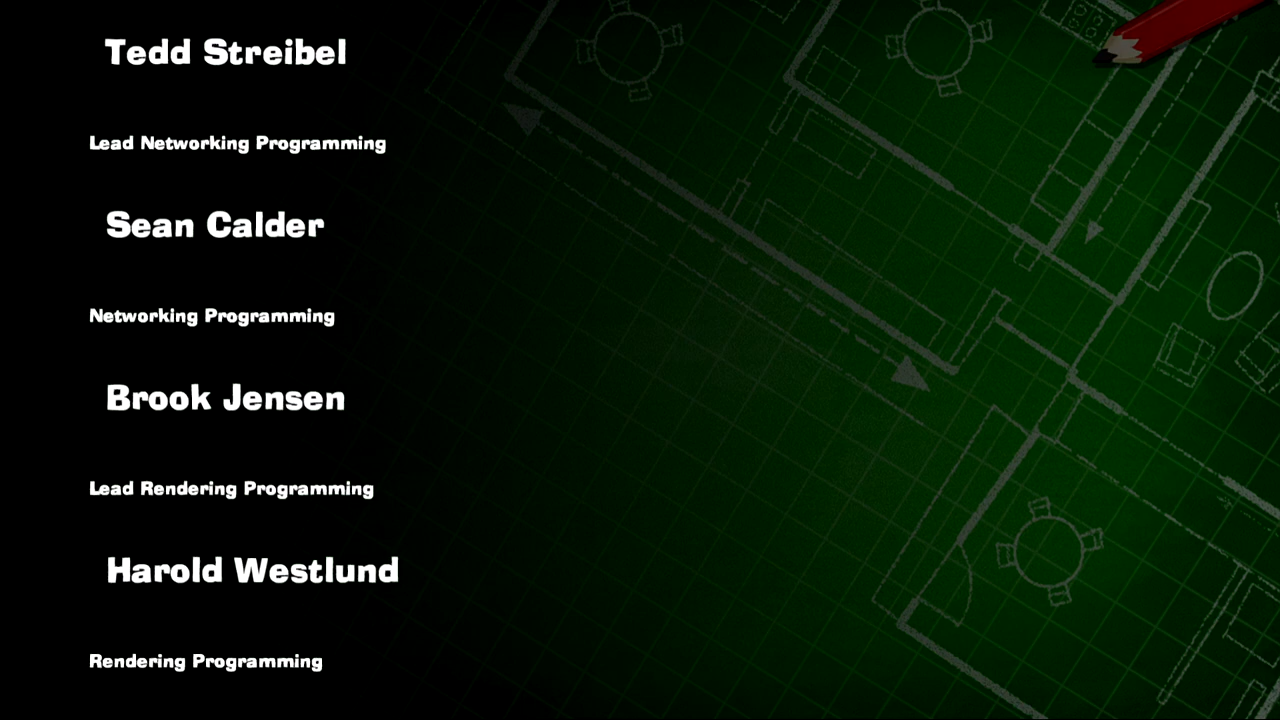 Tedd Streibel
Lead Networking Programming
Sean Calder
Networking Programming
Brook Jensen
Lead Rendering Programming
Harold Westlund
Rendering Programming